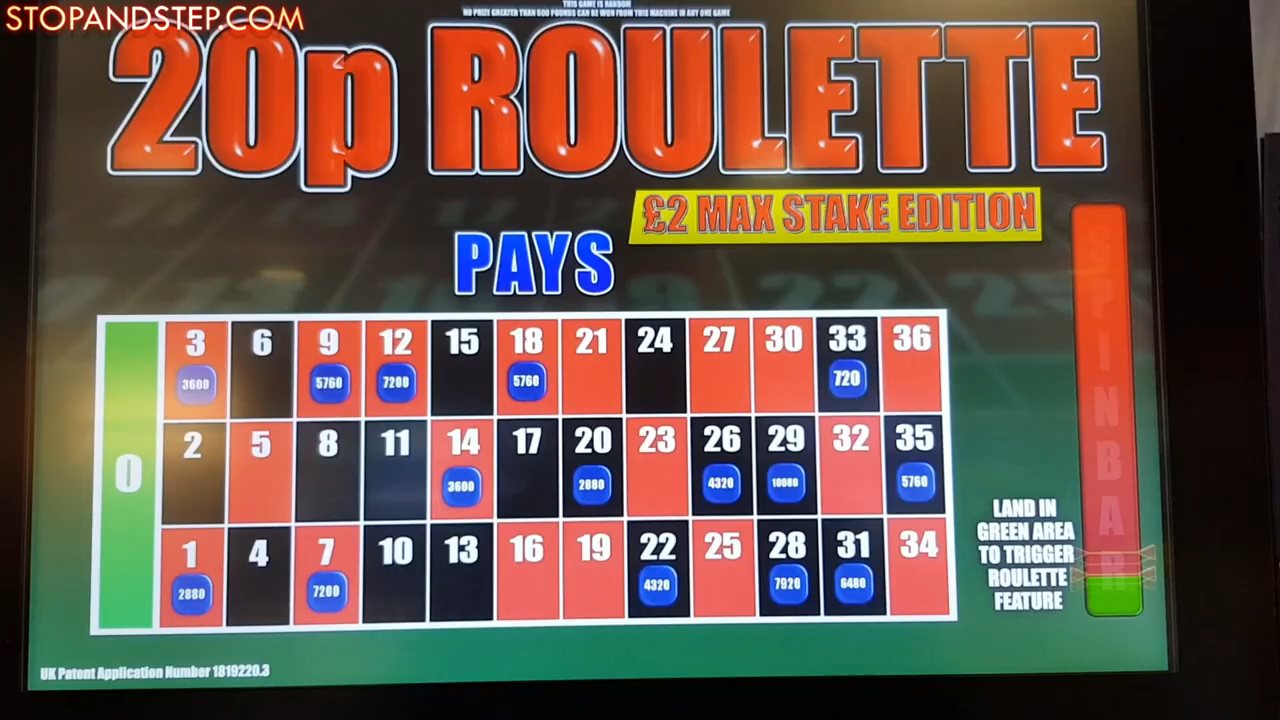 STOPANDSTEP.COM
THIS GAME IS RANDOM
NO PRIZE GREATER THAN 500 POUNDS CAN BE WON FROM THIS MACHINE IN ANY ONE GAME
20p ROULETTE
£2 MAX STAKE EDITION
PAYS
0
3 6 9 12 15 18 21 24 27 30 33 36
3600 5760 7200 5760 720
2 5 8 11 14 17 20 23 26 29 32 35
3600 2880 4320 10080 5760
1 4 7 10 13 16 19 22 25 28 31 34
2880 7200 4320 7920 6480
SPINBAR
LAND IN
GREEN AREA
TO TRIGGER
ROULETTE
FEATURE
UK Patent Application Number 1819220.3